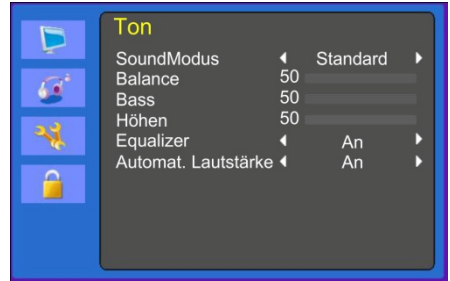 Ton
SoundModus Standard
Balance 50
Bass 50
Höhen 50
Equalizer An
Automat. Lautstärke An